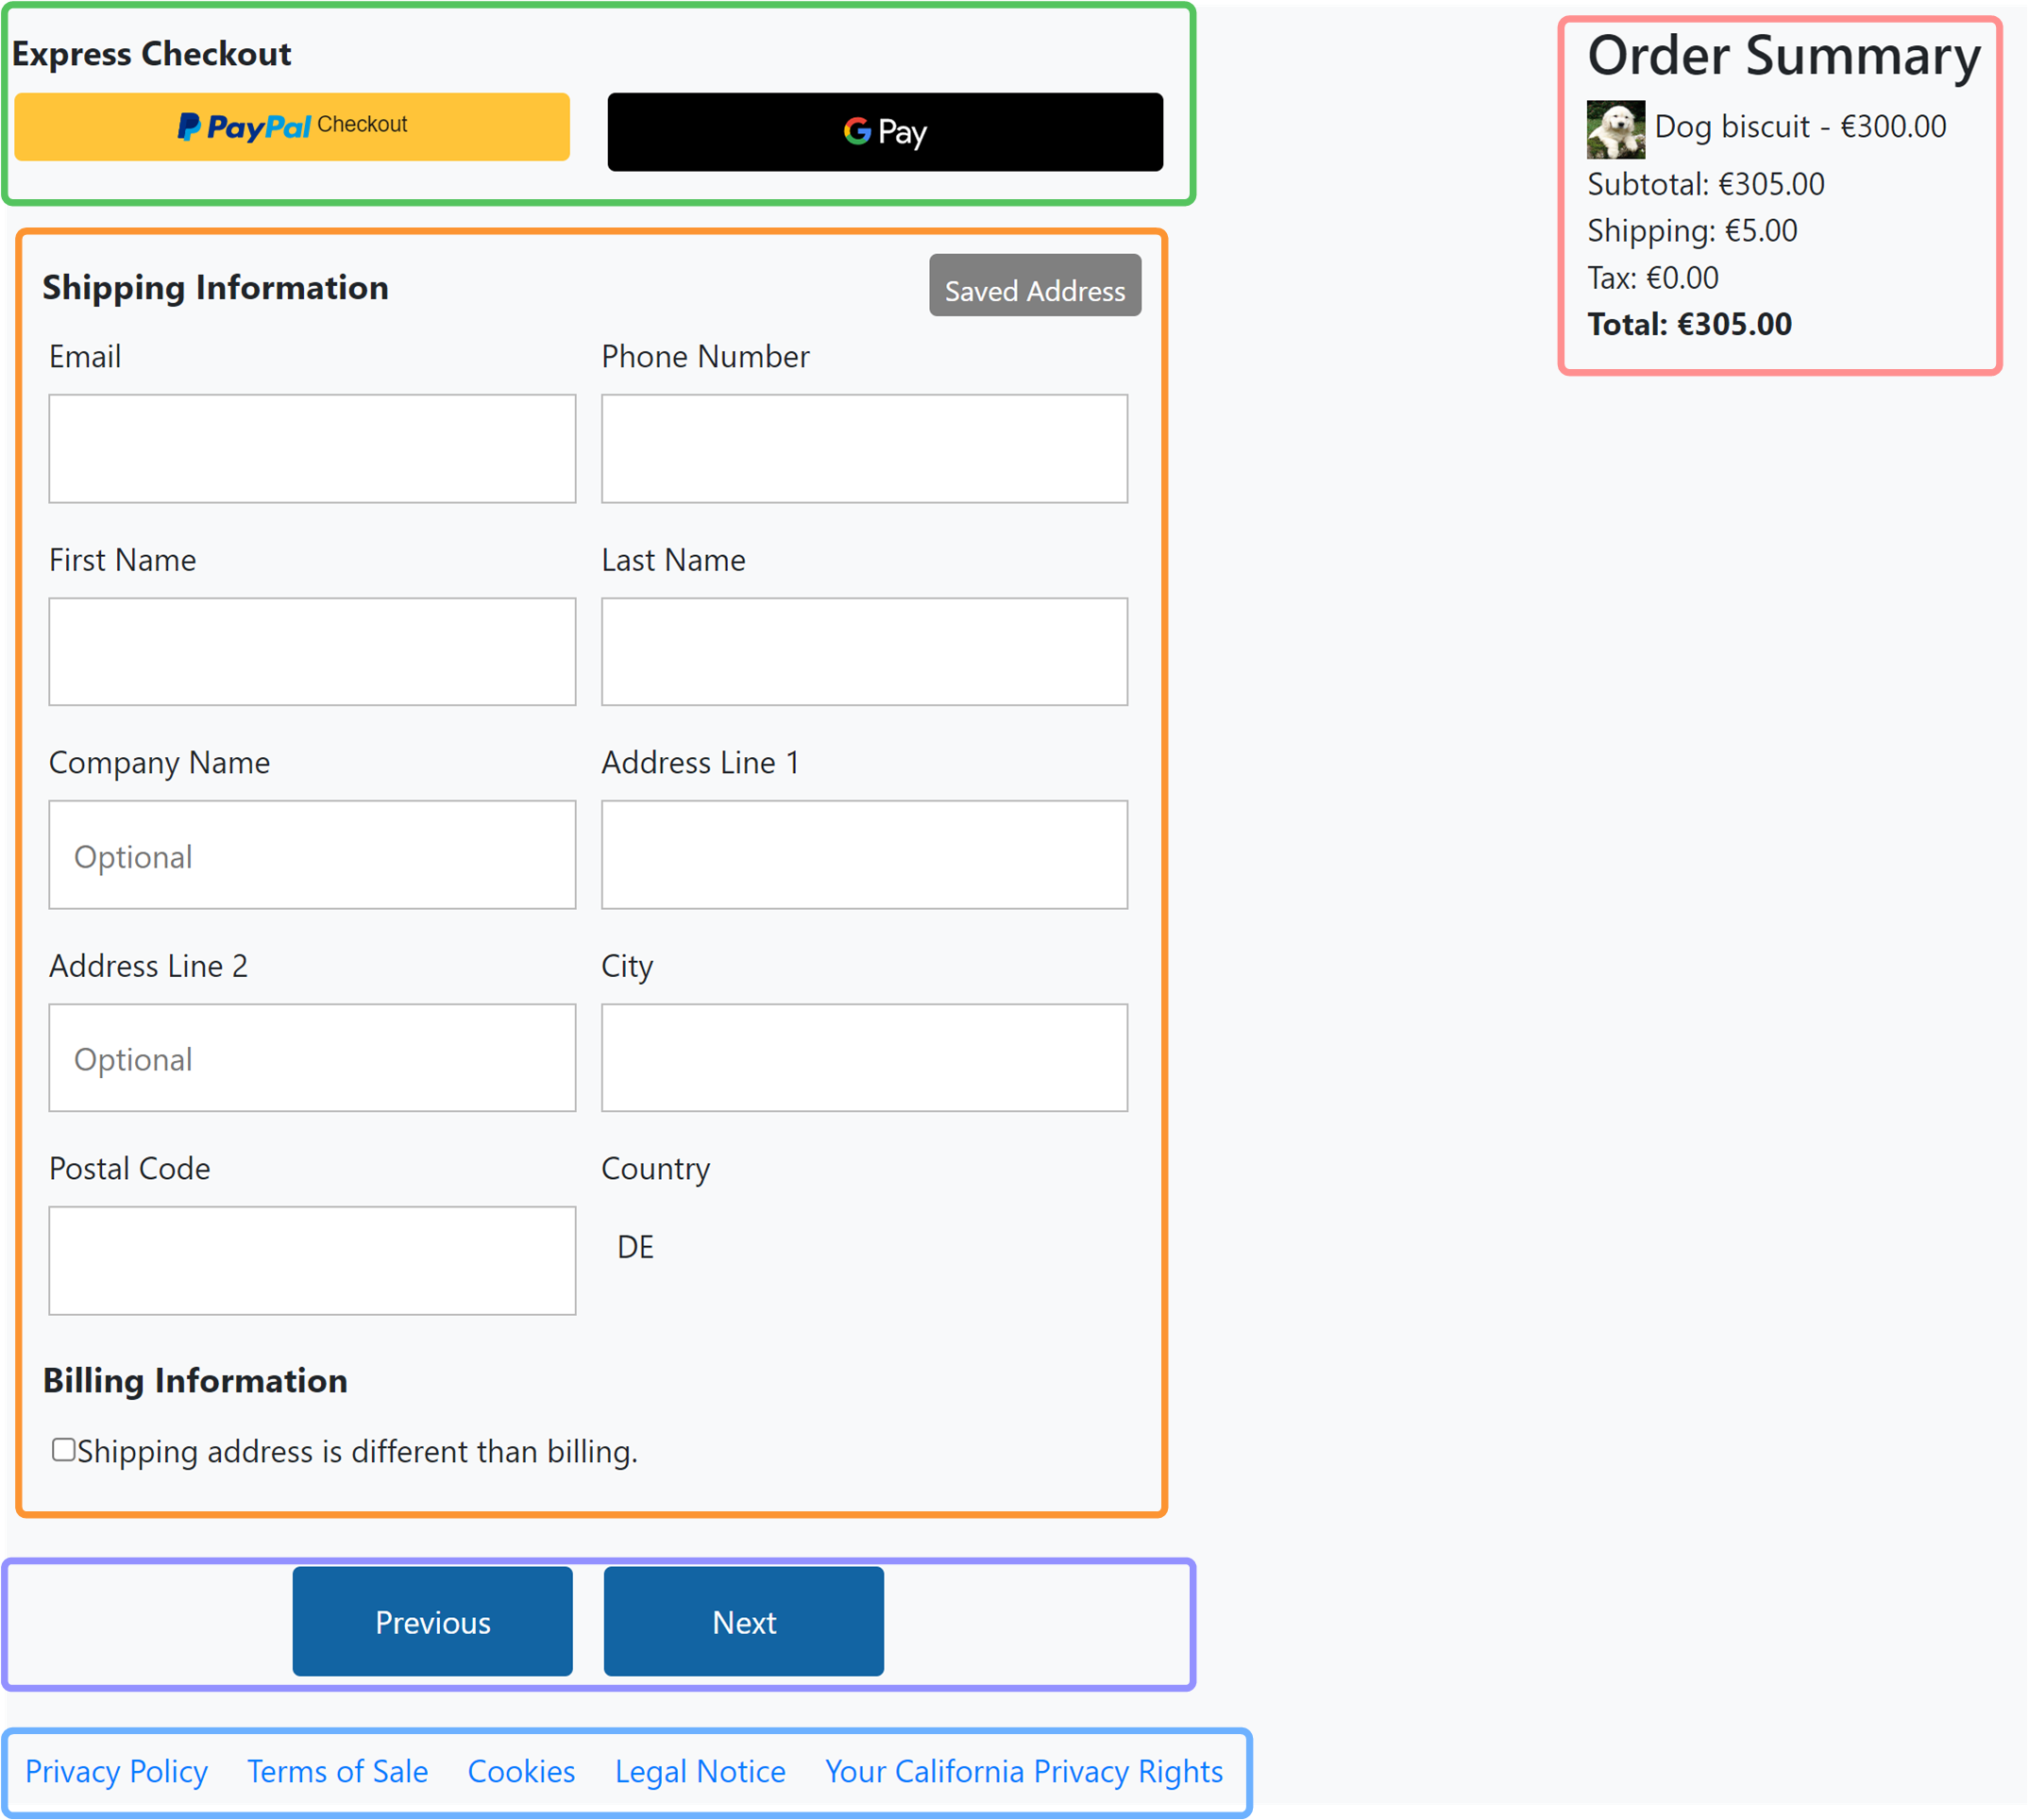 Express Checkout
PayPal Checkout
G Pay
Shipping Information
Saved Address
Email
Phone Number
First Name
Last Name
Company Name
Address Line 1
Optional
Address Line 2
City
Optional
Postal Code
Country
DE
Billing Information
Shipping address is different than billing.
Previous
Next
Privacy Policy Terms of Sale Cookies Legal Notice Your California Privacy Rights
Order Summary
Dog biscuit - €300.00
Subtotal: €305.00
Shipping: €5.00
Tax: €0.00
Total: €305.00